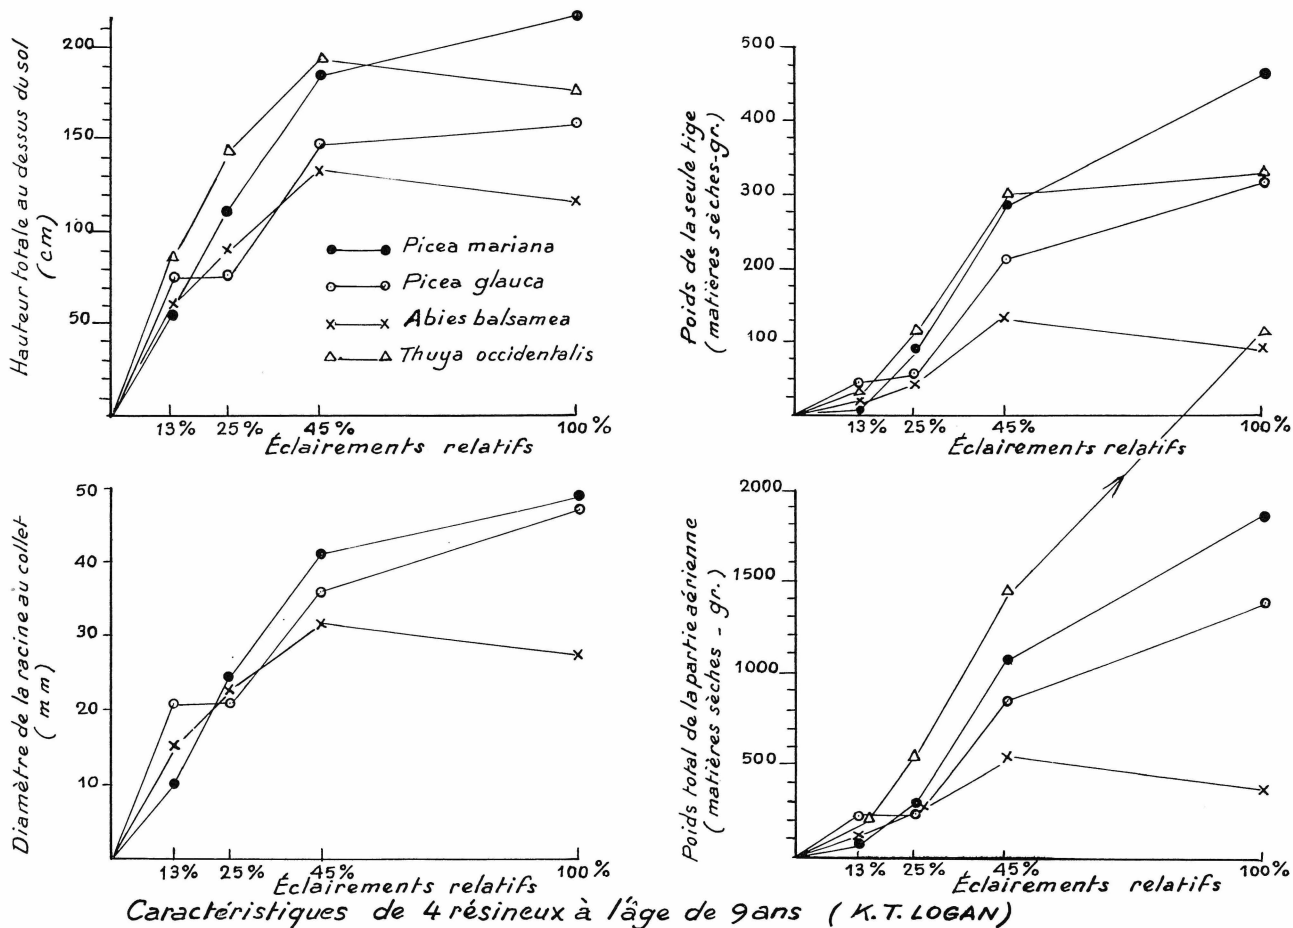 Hauteur totale au dessus du sol
(cm)
200
150
100
50
Picea mariana
Picea glauca
Abies balsamea
Thuya occidentalis
13% 25% 45% 100%
Éclairements relatifs
Poids de la seule tige
(matières sèches-gr.)
500
400
300
200
100
13% 25% 45% 100%
Éclairements relatifs
Diamètre de la racine au collet
(mm)
50
40
30
20
10
13% 25% 45% 100%
Éclairements relatifs
Poids total de la partie aérienne
(matières sèches - gr.)
2000
1500
1000
500
13% 25% 45% 100%
Éclairements relatifs
Caractéristiques de 4 résineux à l'âge de 9 ans (K.T. LOGAN)